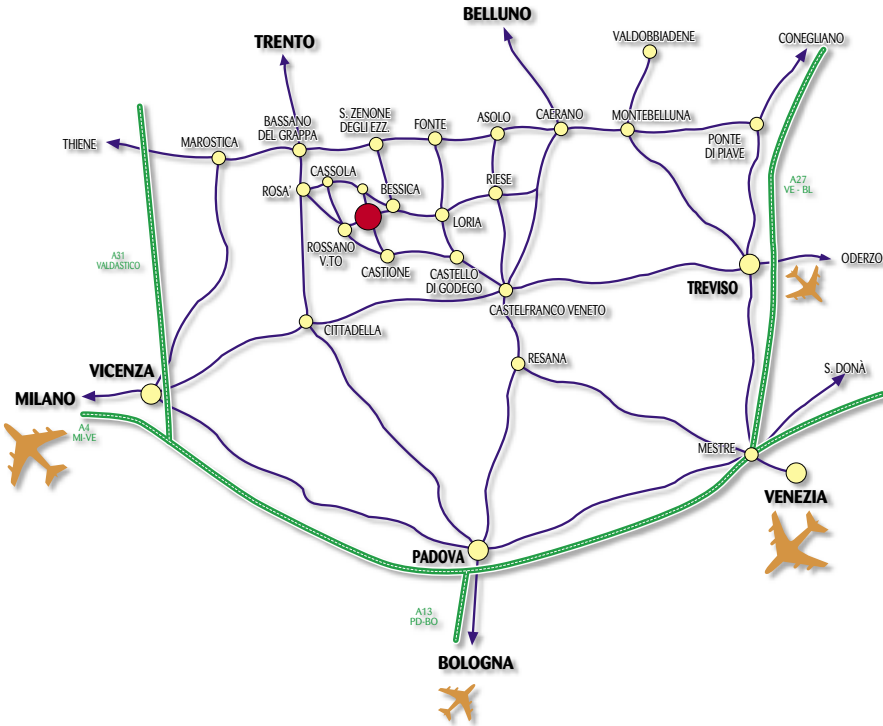 BELLUNO
TRENTO
VALDOBBIADENE
CONEGLIANO
THIENE
MAROSTICA
BASSANO
DEL GRAPPA
S. ZENONE
DEGLI EZZ.
FONTE
ASOLO
CAERANO
MONTEBELLUNA
PONTE
DI PIAVE
CASSOLA
ROSA'
BESSICA
RIESE
LORIA
A27
VE - BL
ROSSANO
V.TO
CASTIONE
CASTELLO
DI GODEGO
A31
VALDASTICO
TREVISO
ODERZO
CASTELFRANCO VENETO
CITTADELLA
RESANA
VICENZA
S. DONÀ
MILANO
A4
MI-VE
MESTRE
VENEZIA
PADOVA
A13
PD-BO
BOLOGNA